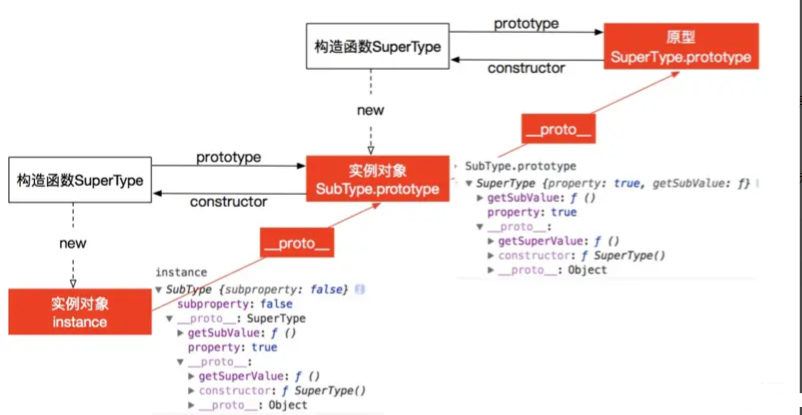 构造函数SuperType
prototype
原型
SuperType.prototype
constructor
new
__proto__
构造函数SuperType
prototype
实例对象
SubType.prototype
constructor
SubType.prototype
▼ SuperType {property: true, getSubValue: ƒ}
▶ getSubValue: ƒ ()
property: true
▼ __proto__:
▶ getSuperValue: ƒ ()
▶ constructor: ƒ SuperType()
▶ __proto__: Object
new
__proto__
实例对象
instance
instance
▼ SubType {subproperty: false} i
subproperty: false
▼ __proto__: SuperType
▶ getSubValue: ƒ ()
property: true
▼ __proto__:
▶ getSuperValue: ƒ ()
▶ constructor: ƒ SuperType()
▶ __proto__: Object